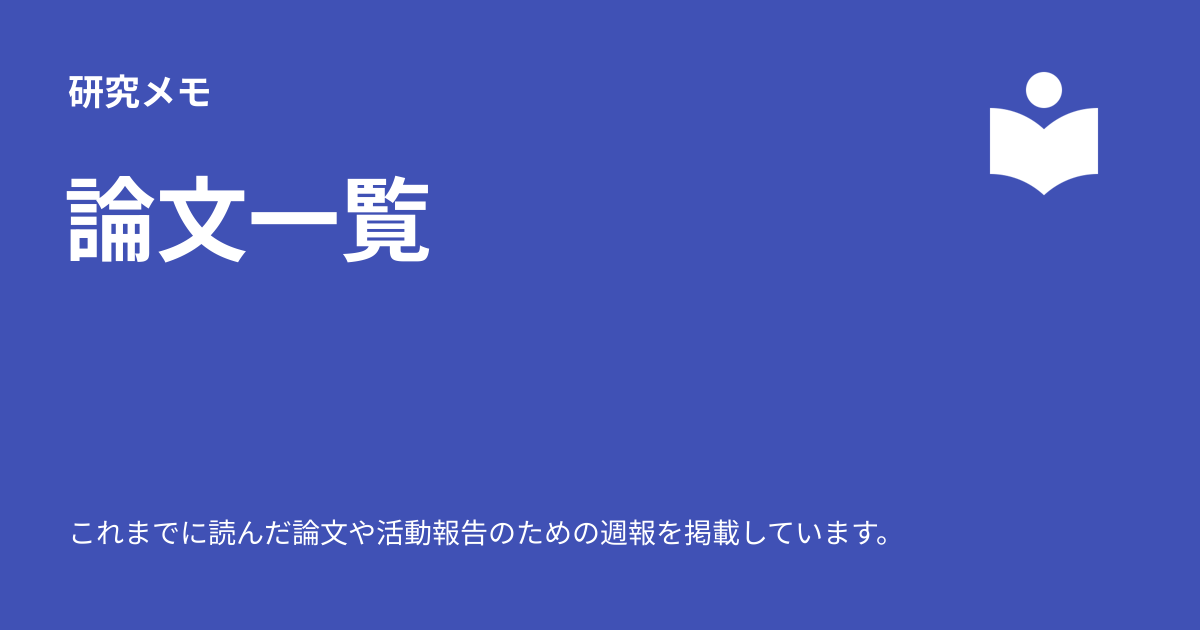 研究メモ
論文一覧
これまでに読んだ論文や活動報告のための週報を掲載しています。